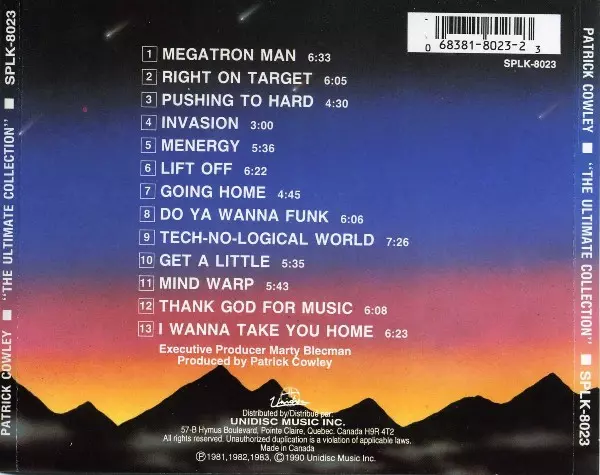 PATRICK COWLEY ■ "THE ULTIMATE COLLECTION" ■ SPLK-8023
0 68381-8023-2 3
SPLK-8023
1 MEGATRON MAN 6:33
2 RIGHT ON TARGET 6:05
3 PUSHING TO HARD 4:30
4 INVASION 3:00
5 MENERGY 5:36
6 LIFT OFF 6:22
7 GOING HOME 4:45
8 DO YA WANNA FUNK 6:06
9 TECH-NO-LOGICAL WORLD 7:26
10 GET A LITTLE 5:35
11 MIND WARP 5:43
12 THANK GOD FOR MUSIC 6:08
13 I WANNA TAKE YOU HOME 6:23
Executive Producer Marty Blecman
Produced by Patrick Cowley
Unidisc
Distributed by/Distribué par:
UNIDISC MUSIC INC.
57-B Hymus Boulevard, Pointe Claire, Quebec. Canada H9R 4T2
All rights reserved. Unauthorized duplication is a violation of applicable laws.
Made in Canada
Ⓟ1981,1982,1983, ©1990 Unidisc Music Inc.
PATRICK COWLEY ■ "THE ULTIMATE COLLECTION" ■ SPLK-8023